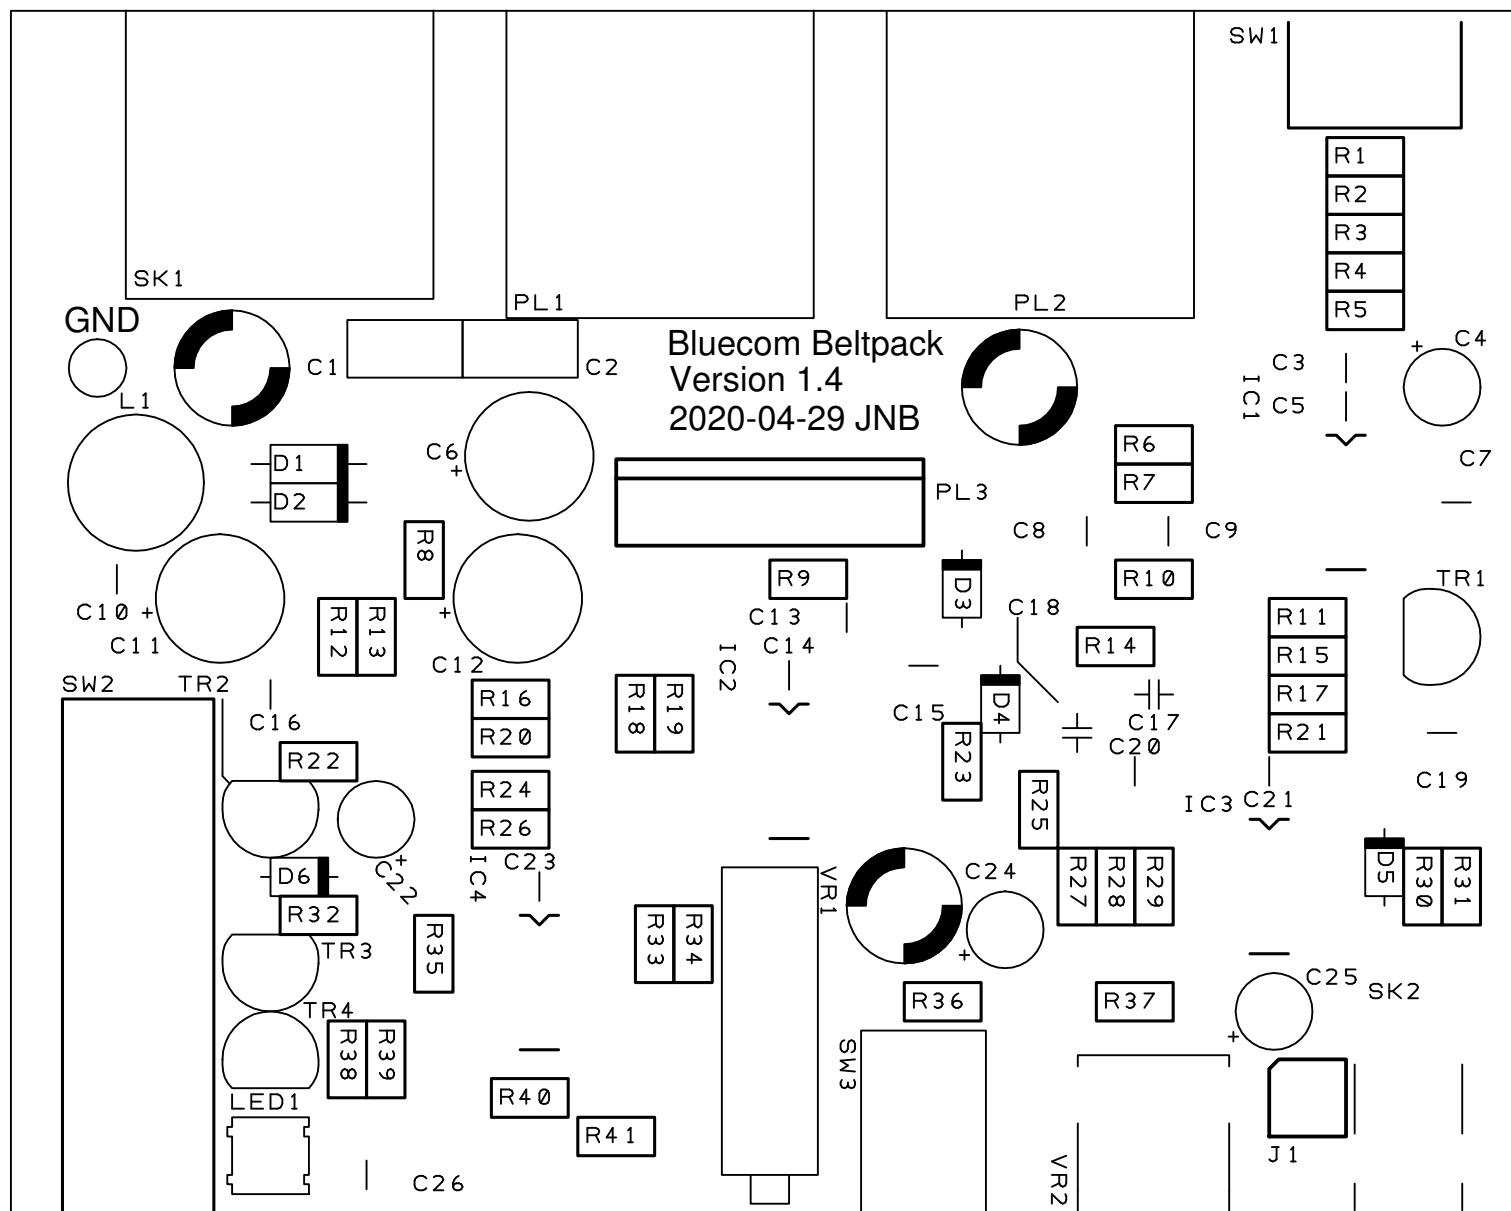 SW1
R1
R2
R3
R4
R5
SK1
PL1
PL2
GND
C1
C2
Bluecom Beltpack
Version 1.4
2020-04-29 JNB
C3
C4
IC1
C5
L1
C6
+
+
D1
D2
R6
R7
C7
PL3
R8
C8
C9
R9
D3
R10
TR1
C10
+
C11
R12
R13
+
C12
C13
C14
IC2
C18
R14
R11
R15
R17
R21
SW2
TR2
C16
R16
R20
R18
R19
C15
D4
R23
C17
C20
R22
R24
R26
R25
IC3
C21
C19
+
C22
D6
IC4
C23
VR1
C24
+
R27
R28
R29
D5
R30
R31
R32
TR3
R35
R33
R34
R36
R37
C25
+
SK2
TR4
R38
R39
SW3
R40
R41
LED1
C26
VR2
J1